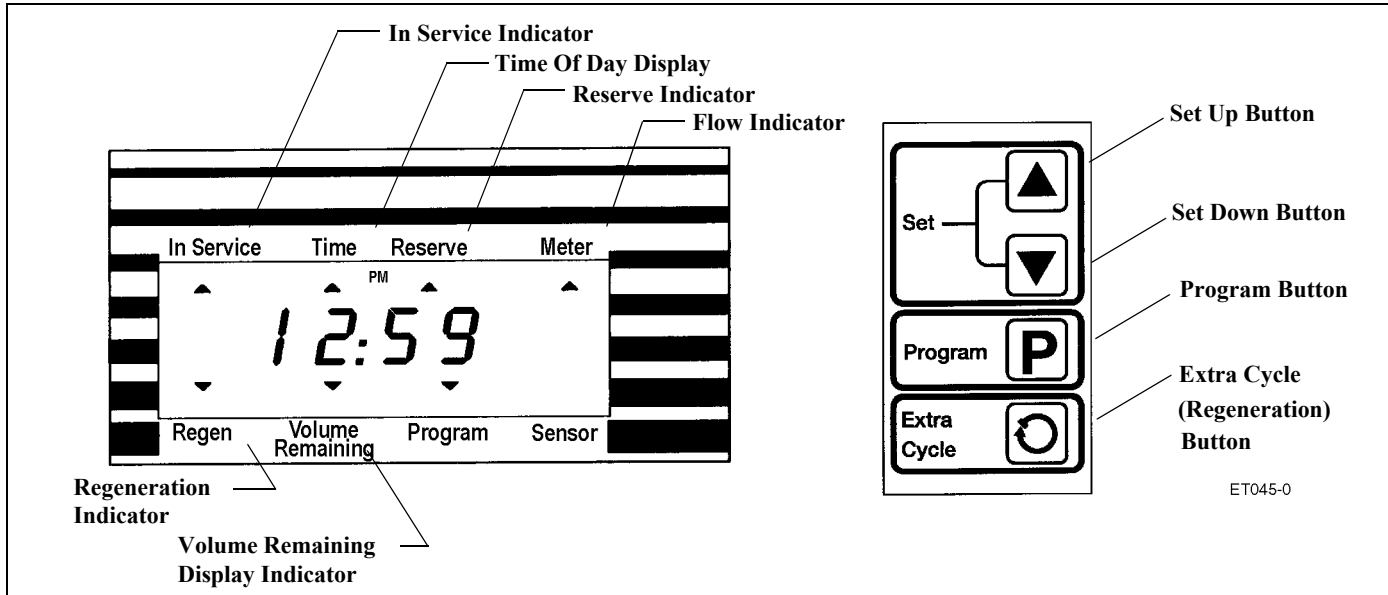 In Service Indicator
Time Of Day Display
Reserve Indicator
Flow Indicator
In Service Time Reserve Meter
PM
12:59
Regen Volume Remaining Program Sensor
Regeneration
Indicator
Volume Remaining
Display Indicator
Set
Program P
Extra
Cycle
Set Up Button
Set Down Button
Program Button
Extra Cycle
(Regeneration)
Button
ET045-0